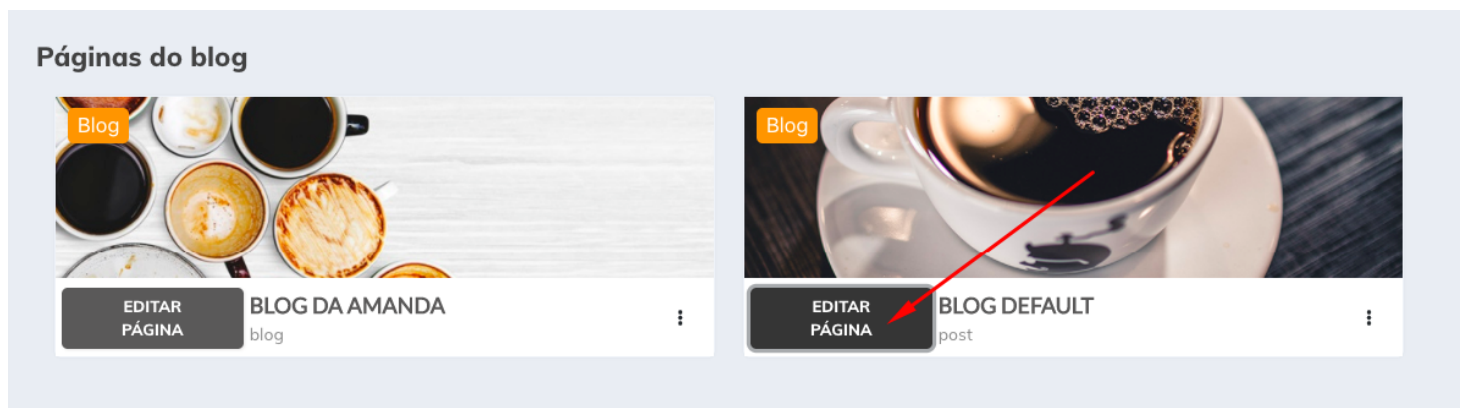 Páginas do blog
Blog
EDITAR
PÁGINA
BLOG DA AMANDA
blog
Blog
EDITAR
PÁGINA
BLOG DEFAULT
post